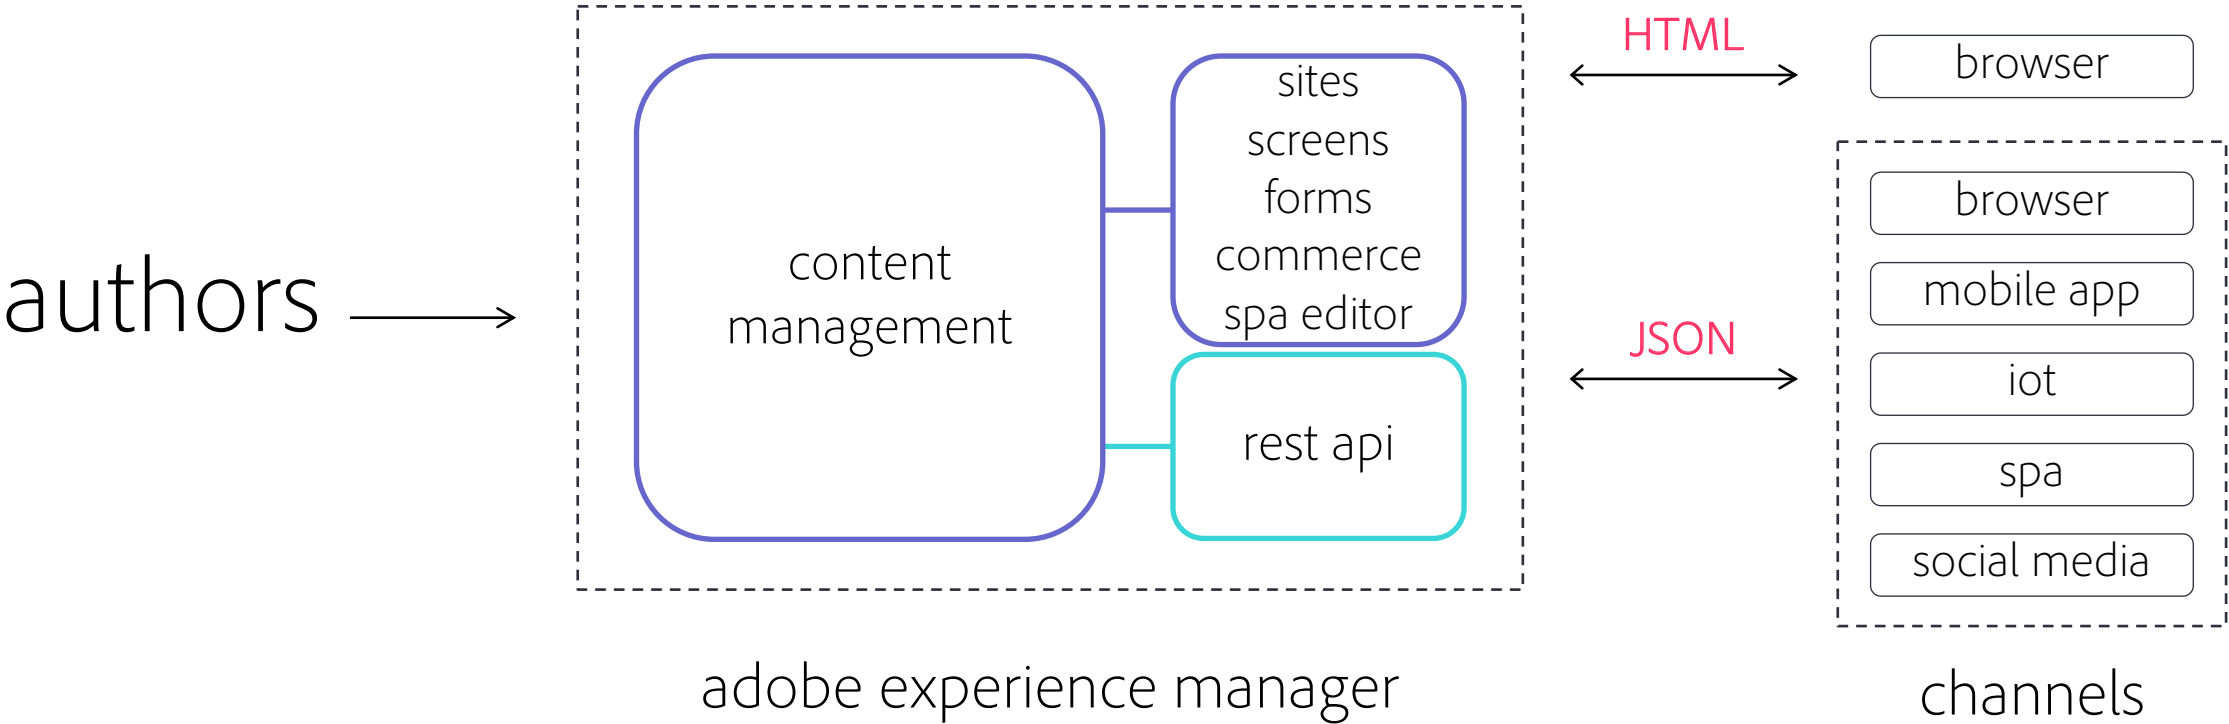 authors
content
management
sites
screens
forms
commerce
spa editor
rest api
adobe experience manager
HTML
JSON
browser
browser
mobile app
iot
spa
social media
channels